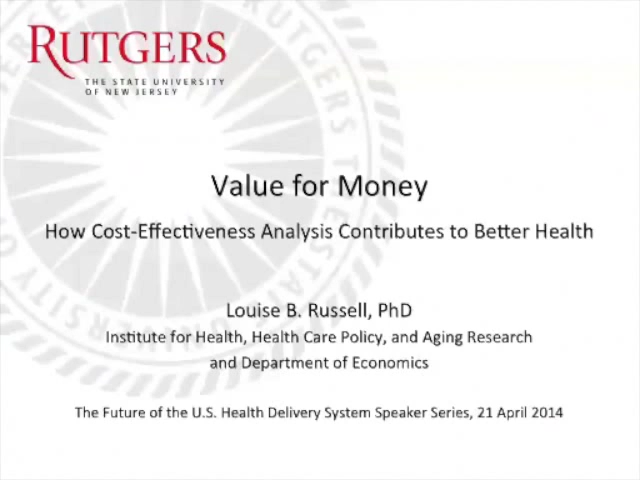 RUTGERS
THE STATE UNIVERSITY
OF NEW JERSEY
Value for Money
How Cost-Effectiveness Analysis Contributes to Better Health
Louise B. Russell, PhD
Institute for Health, Health Care Policy, and Aging Research
and Department of Economics
The Future of the U.S. Health Delivery System Speaker Series, 21 April 2014